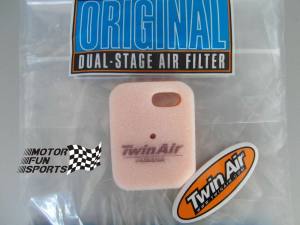 ORIGINAL
DUAL-STAGE AIR FILTER
MOTOR
FUN
SPORTS
Twin Air
Twin Air